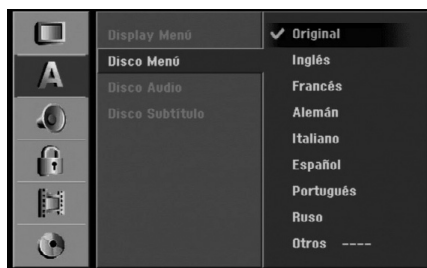 Display Menú
Disco Menú
Disco Audio
Disco Subtítulo
Original
Inglés
Francés
Alemán
Italiano
Español
Portugués
Ruso
Otros ----
A